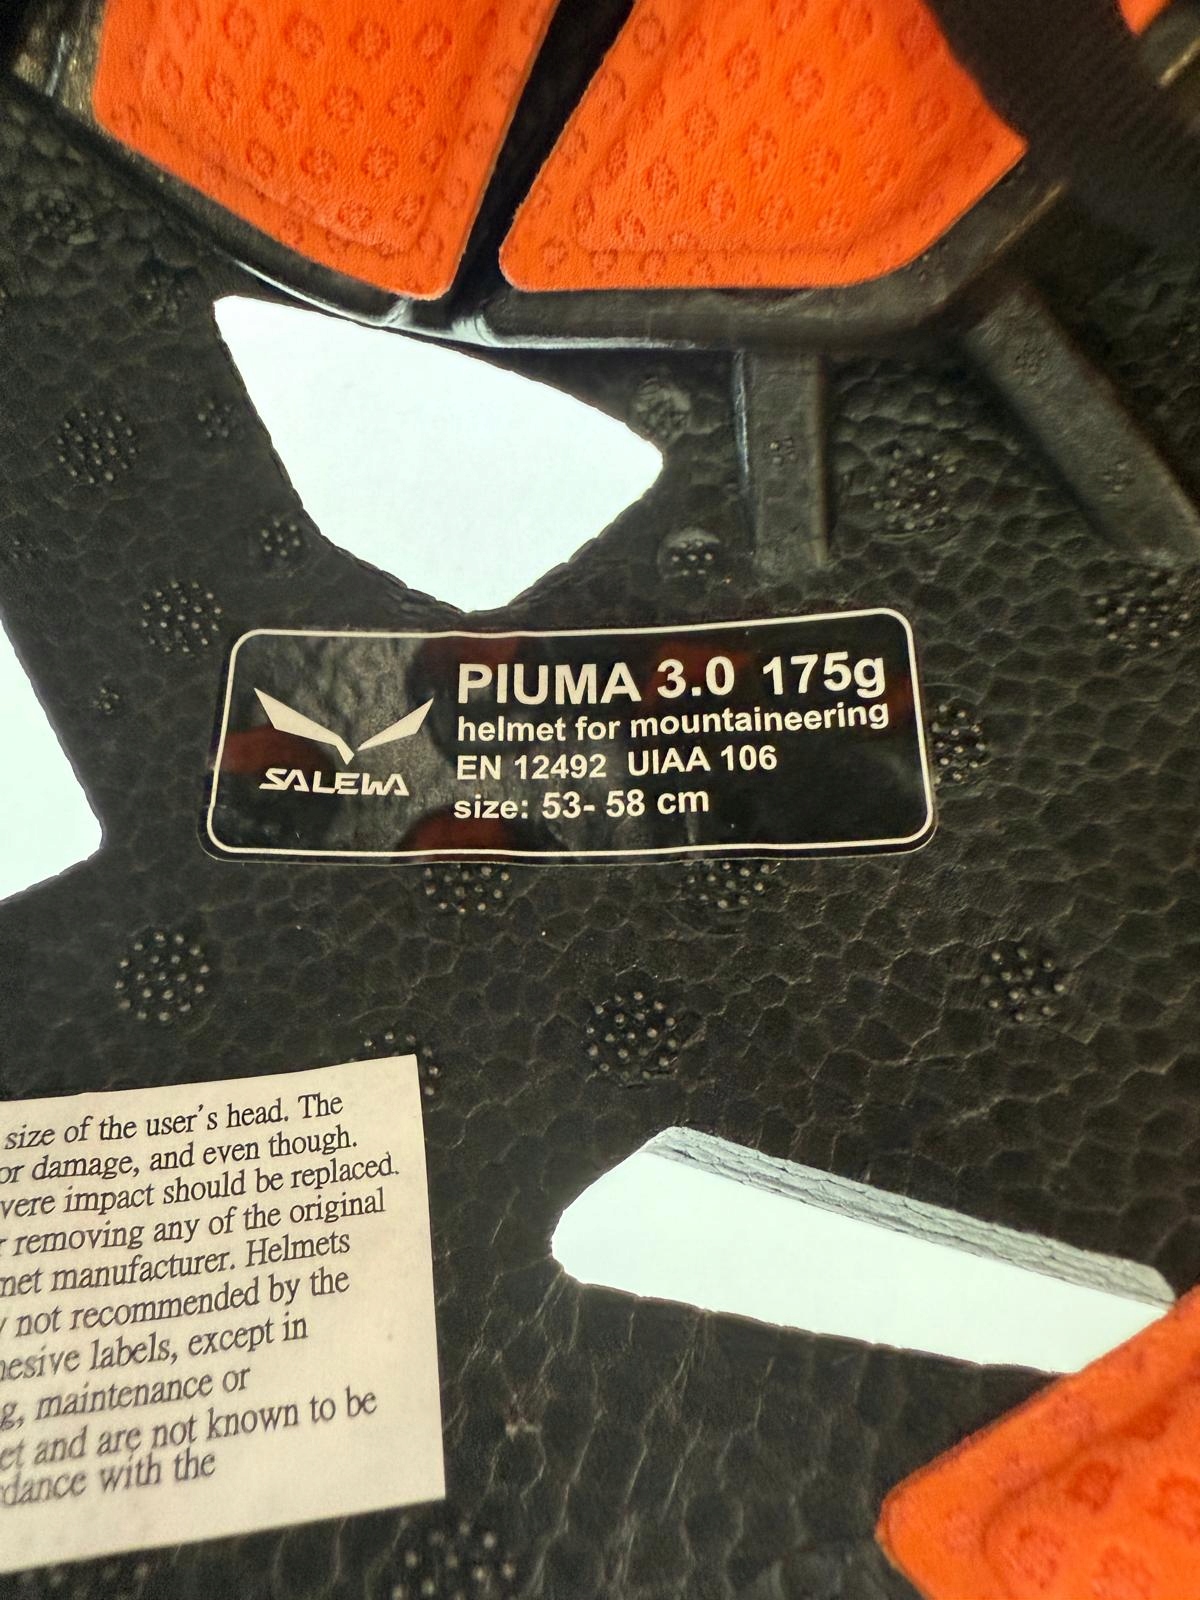 PIUMA 3.0 175g
helmet for mountaineering
EN 12492 UIAA 106
size: 53- 58 cm
SALEWA
size of the user's head. The
or damage, and even though.
vere impact should be replaced.
removing any of the original
net manufacturer. Helmets
not recommended by the
hesive labels, except in
g, maintenance or
et and are not known to be
dance with the